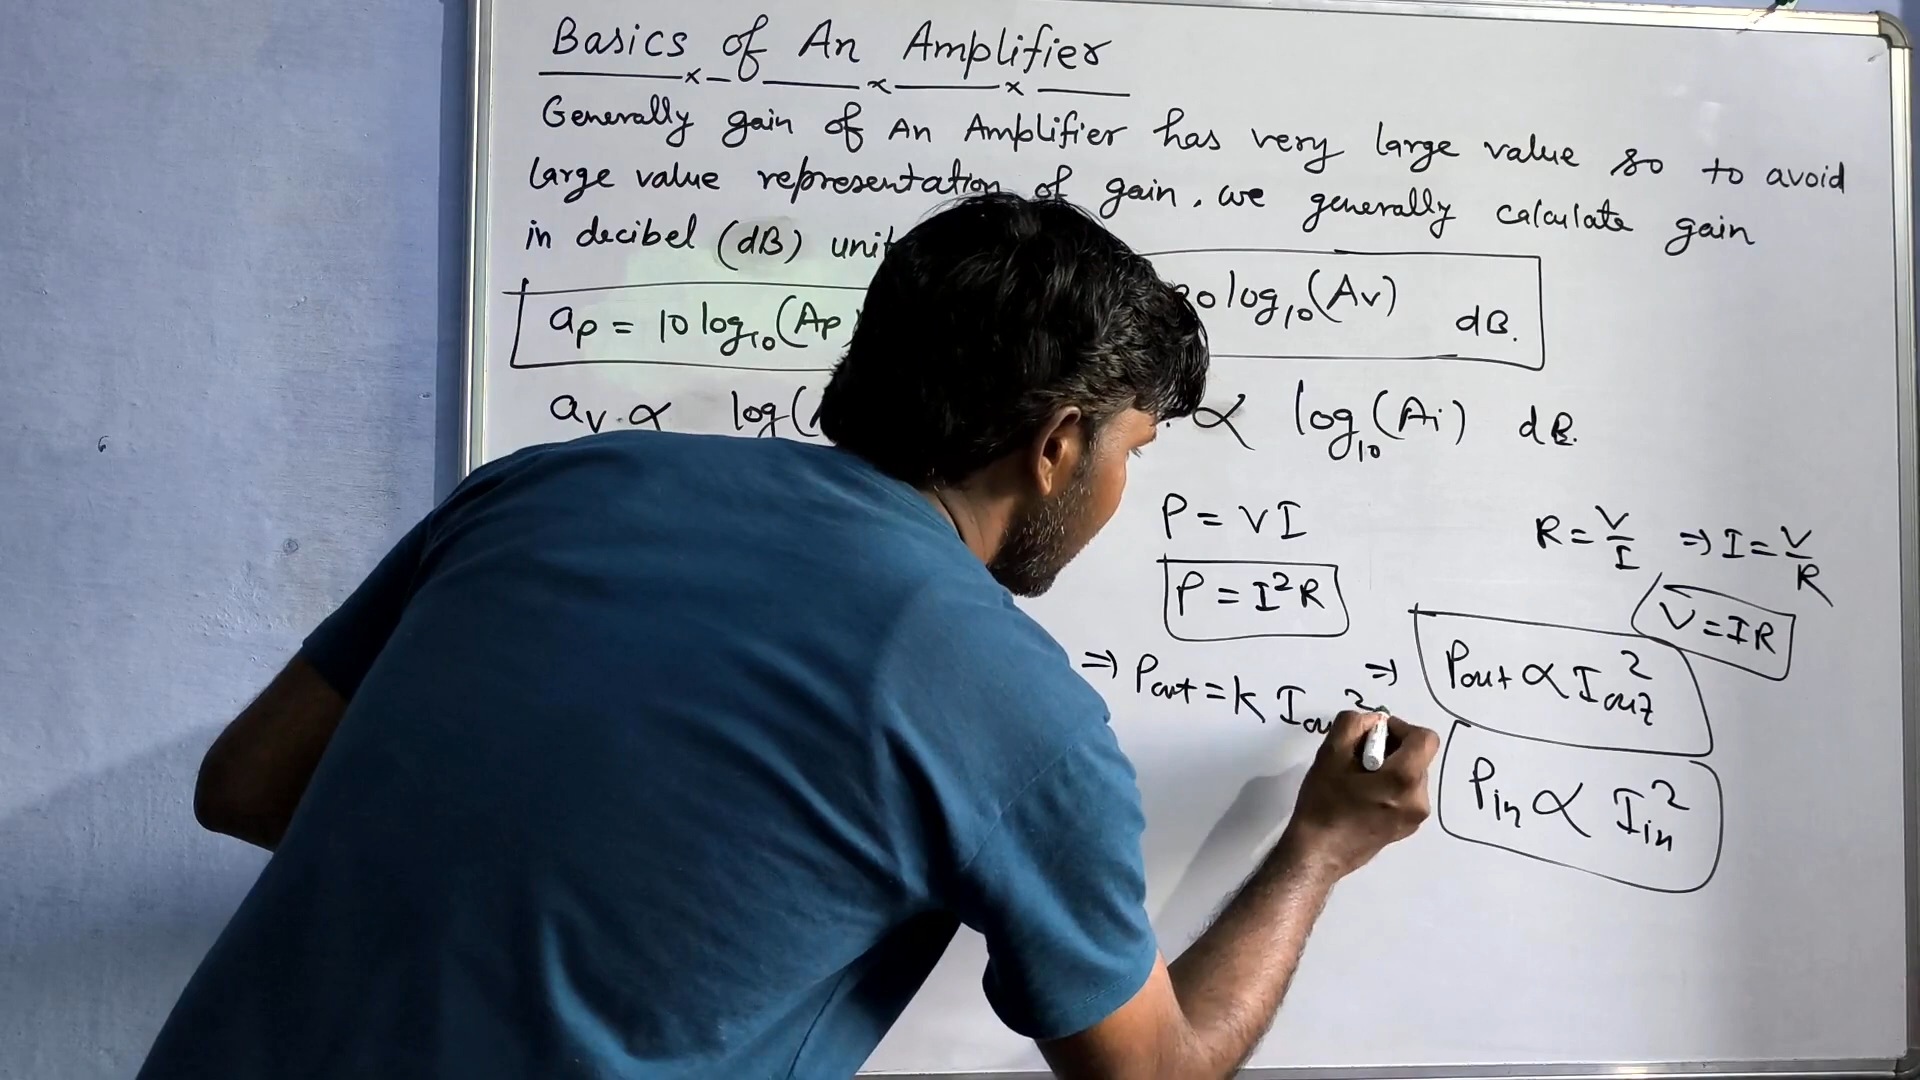 Basics of An Amplifier
Generally gain of An Amplifier has very large value so to avoid
large value representation of gain, we generally calculate gain
in decibel (dB) unit
ap = 10 log₁₀(Ap)
20 log₁₀(Av) dB.
av ∝ log(
∝ log₁₀(Ai) dB.
P = VI
R = V/I ⇒ I = V/R
P = I²R
V = IR
⇒ Pout = K Iou² ⇒ Pout ∝ Iout²
Pin ∝ Iin²